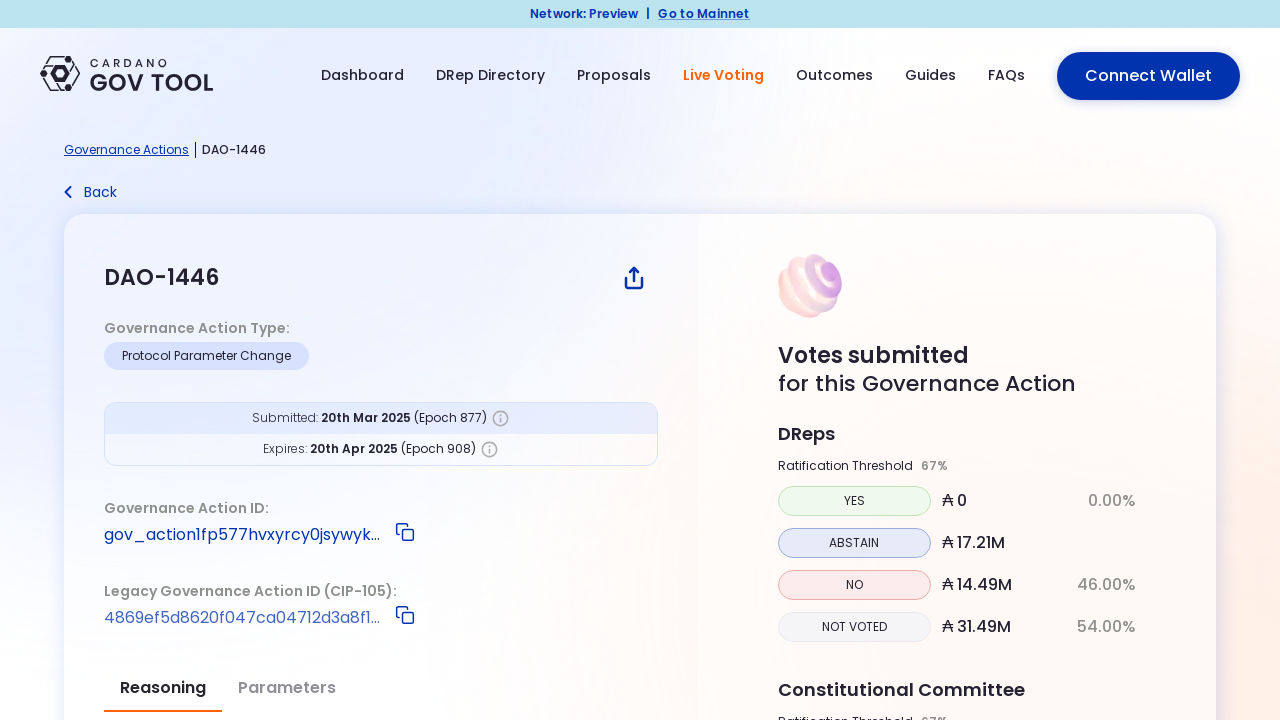 Network: Preview | Go to Mainnet
CARDANO
GOV TOOL
Dashboard
DRep Directory
Proposals
Live Voting
Outcomes
Guides
FAQs
Connect Wallet
Governance Actions | DAO-1446
Back
DAO-1446
Governance Action Type:
Protocol Parameter Change
Submitted: 20th Mar 2025 (Epoch 877)
Expires: 20th Apr 2025 (Epoch 908)
Governance Action ID:
gov_action1fp577hvxyrcy0jsywyk...
Legacy Governance Action ID (CIP-105):
4869ef5d8620f047ca04712d3a8f1...
Reasoning
Parameters
Votes submitted
for this Governance Action
DReps
Ratification Threshold 67%
YES ₳ 0 0.00%
ABSTAIN ₳ 17.21M
NO ₳ 14.49M 46.00%
NOT VOTED ₳ 31.49M 54.00%
Constitutional Committee
Ratification Threshold 67%